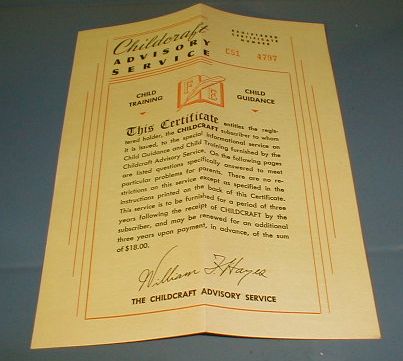 Childcraft
ADVISORY
SERVICE
REGISTERED
CERTIFICATE
NUMBER
C51 4797
CHILD
TRAINING
F E
CHILD
GUIDANCE
This Certificate entitles the regis-
tered holder, the CHILDCRAFT subscriber to whom
it is issued, to the special informational service on
Child Guidance and Child Training furnished by the
Childcraft Advisory Service. On the following pages
are listed questions specifically answered to meet
particular problems for parents. There are no re-
strictions on this service except as specified in the
instructions printed on the back of this Certificate.
This service is to be furnished for a period of three
years following the receipt of CHILDCRAFT by the
subscriber, and may be renewed for an additional
three years upon payment, in advance, of the sum
of $18.00.
William F. Hayes
THE CHILDCRAFT ADVISORY SERVICE